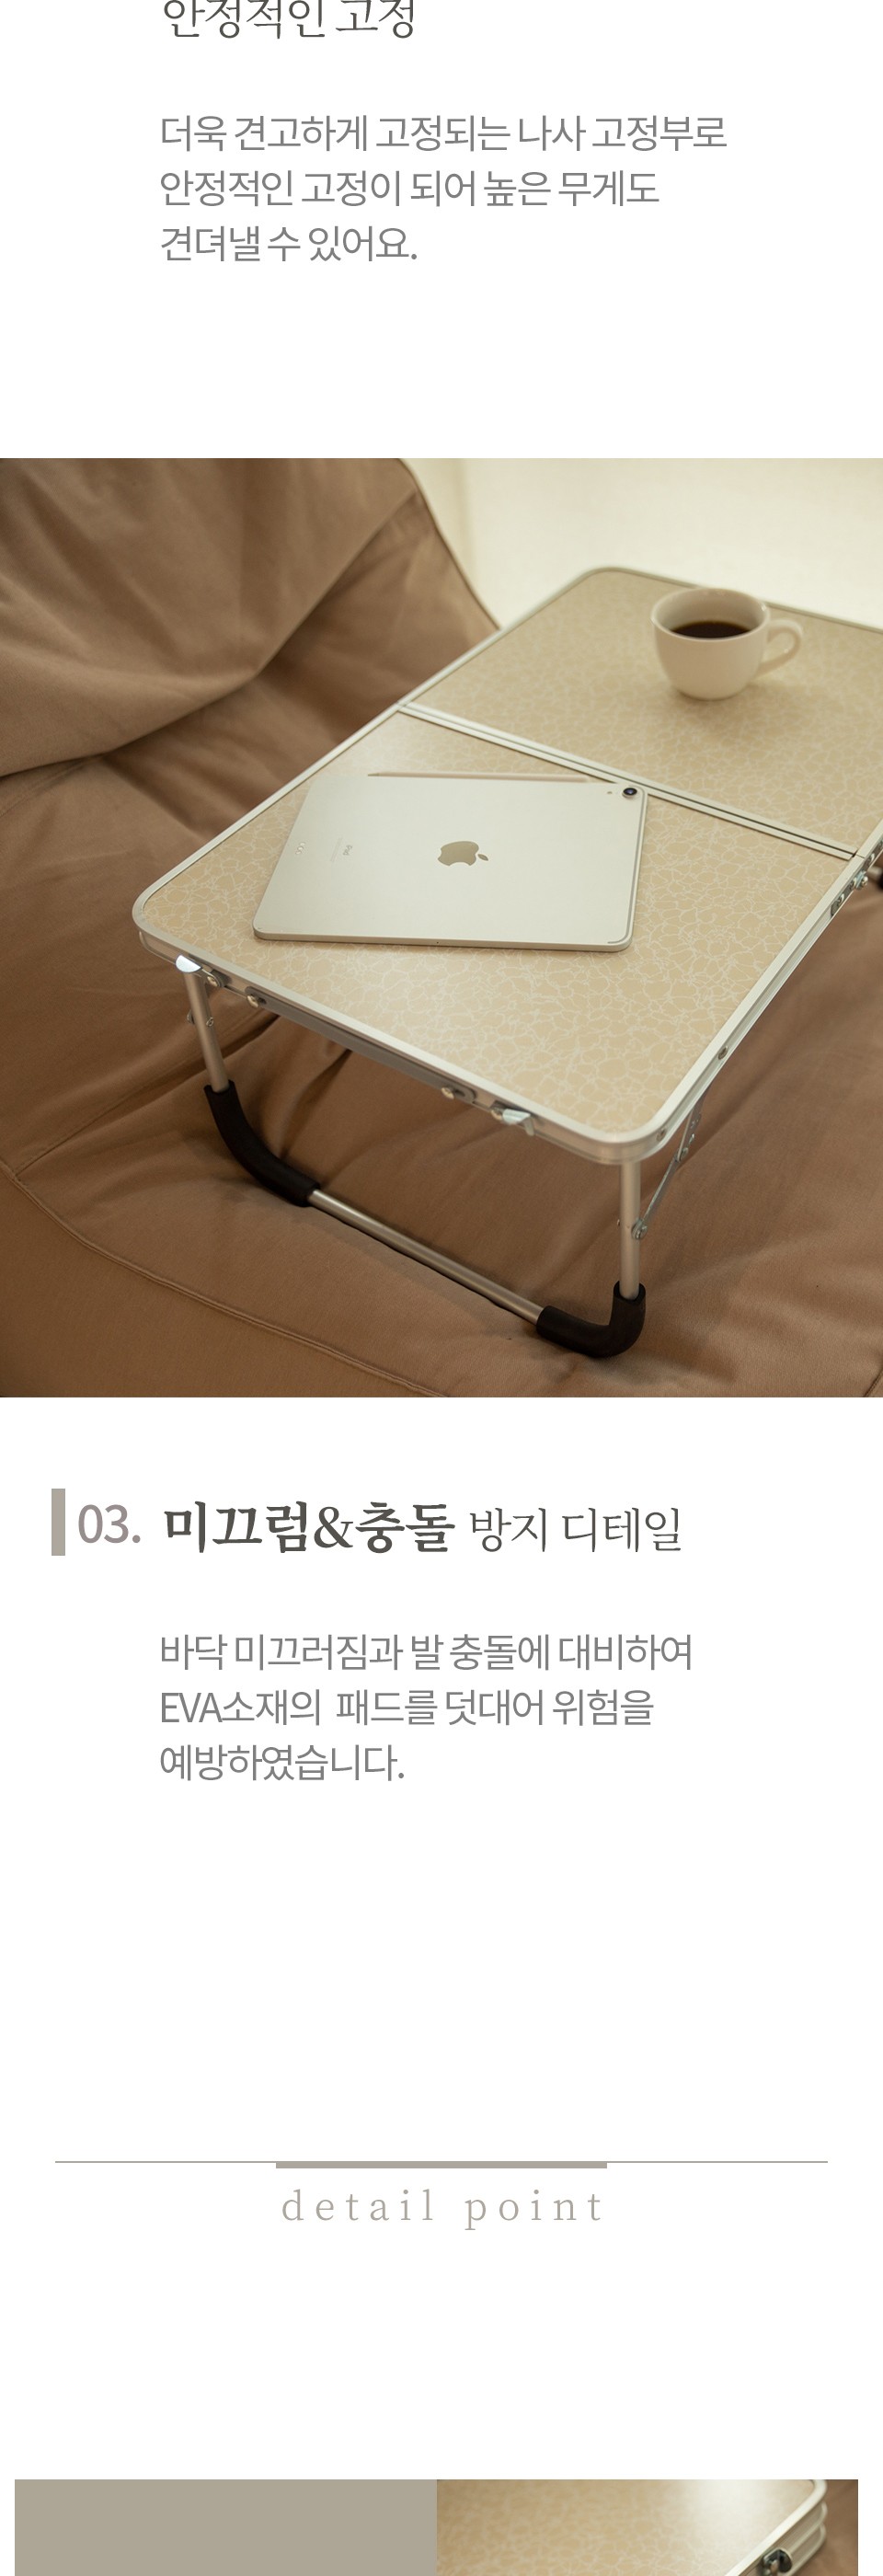 안정적인 고정
더욱 견고하게 고정되는 나사 고정부로
안정적인 고정이 되어 높은 무게도
견뎌낼 수 있어요.
03. 미끄럼&충돌 방지 디테일
바닥 미끄러짐과 발 충돌에 대비하여
EVA소재의 패드를 덧대어 위험을
예방하였습니다.
detail point